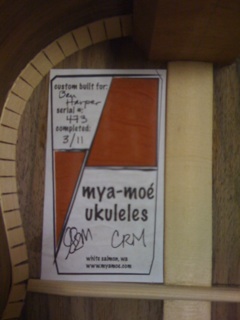 custom built for:
Ben
Harper
serial #:
473
completed:
3/11
mya-moé
ukuleles
CRM
white salmon, wa
www.myamoe.com